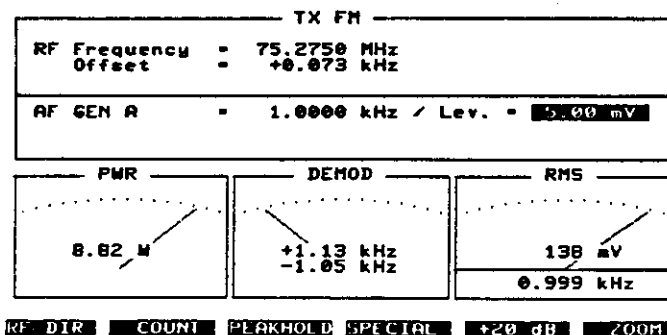 TX FM
RF Frequency = 75.2750 MHz
Offset = +0.073 kHz
AF GEN A = 1.0000 kHz / Lev. = 5.00 mV
PWR DEMOD RMS
8.82 W
+1.13 kHz
-1.05 kHz
138 mV
0.999 kHz
RF DIR COUNT PEAKHOLD SPECIAL +20 dB ZOOM